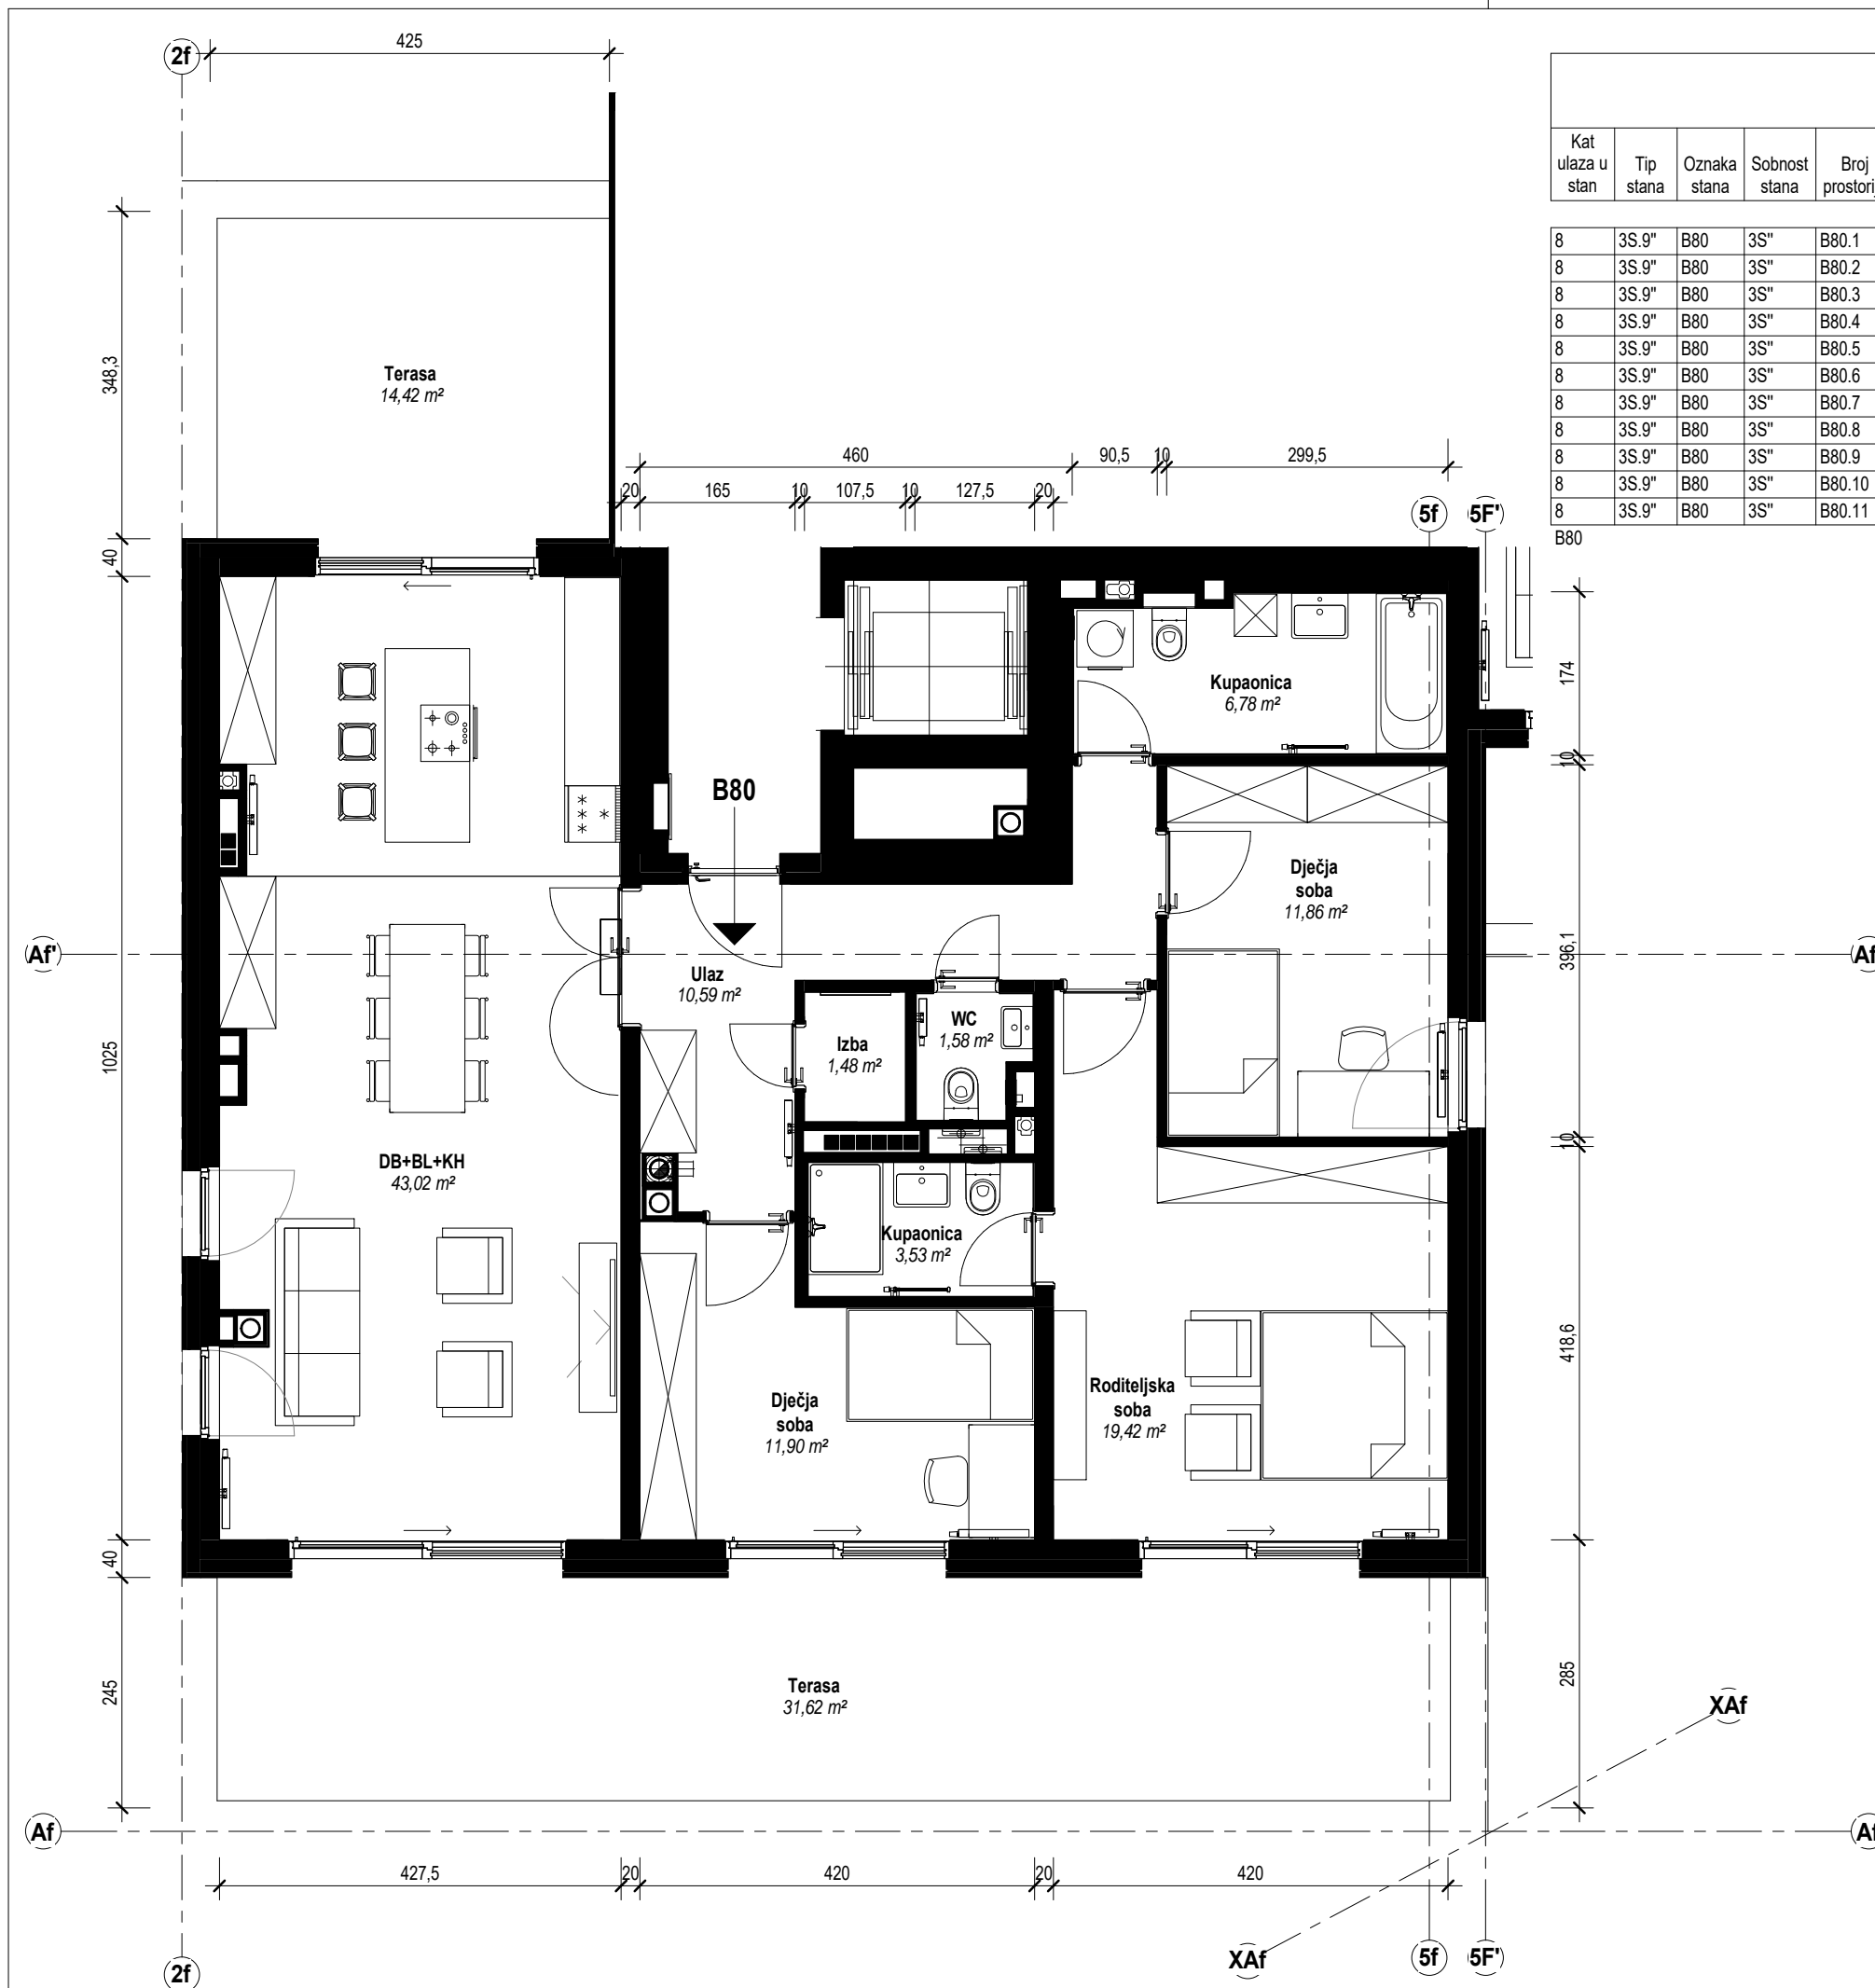 2f
425
Kat ulaza u stan
Tip stana
Oznaka stana
Sobnost stana
Broj
8 3S.9" B80 3S" B80.1
8 3S.9" B80 3S" B80.2
8 3S.9" B80 3S" B80.3
8 3S.9" B80 3S" B80.4
8 3S.9" B80 3S" B80.5
8 3S.9" B80 3S" B80.6
8 3S.9" B80 3S" B80.7
8 3S.9" B80 3S" B80.8
8 3S.9" B80 3S" B80.9
8 3S.9" B80 3S" B80.10
8 3S.9" B80 3S" B80.11
B80
348,3
Terasa
14,42 m²
460 90,5 10 299,5
20 165 10 107,5 10 127,5 20
5f 5F'
40
174
Kupaonica
6,78 m²
10
B80
Dječja
soba
11,86 m²
Af'
396,1
Af
Ulaz
10,59 m²
WC
1,58 m²
Izba
1,48 m²
1025
10
DB+BL+KH
43,02 m²
Kupaonica
3,53 m²
418,6
Dječja
soba
11,90 m²
Roditeljska
soba
19,42 m²
40
245
Terasa
31,62 m²
285
XAf
Af
Af
427,5 20 420 20 420
XAf
2f
5f 5F'